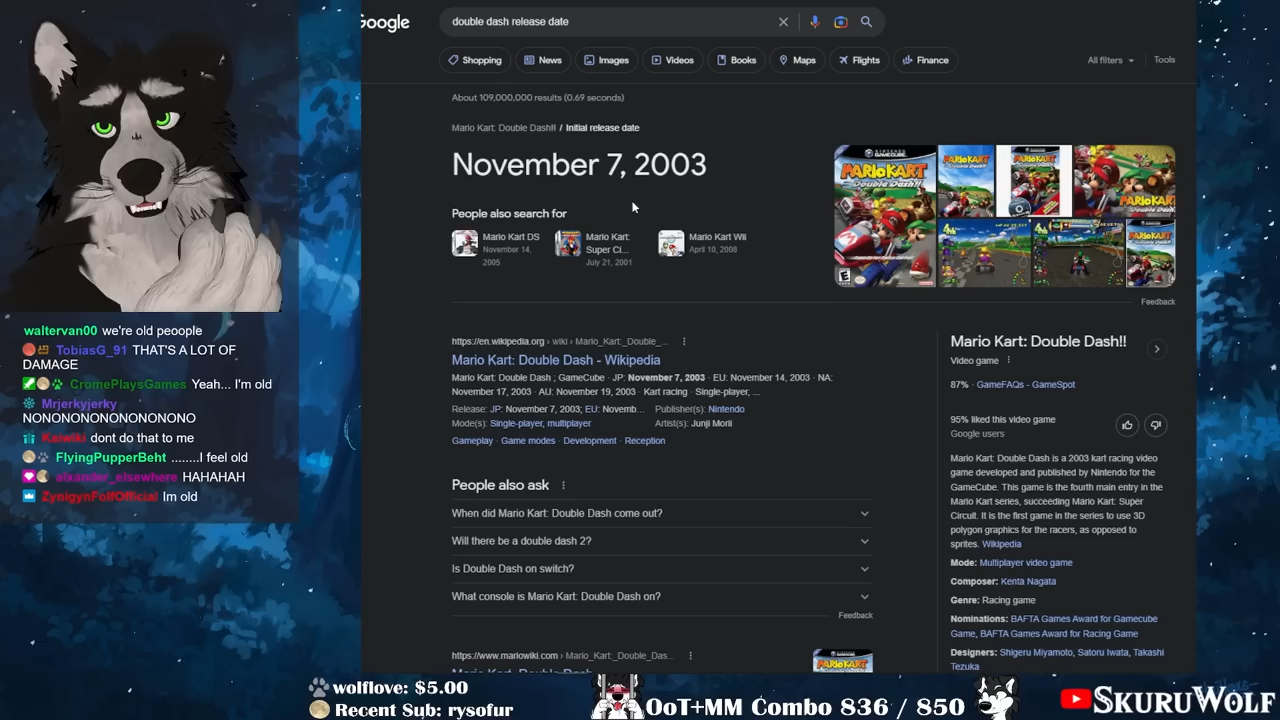 Google
double dash release date
Shopping
News
Images
Videos
Books
Maps
Flights
Finance
All filters
Tools
About 109,000,000 results (0.69 seconds)
Mario Kart: Double Dash!! / Initial release date
November 7, 2003
People also search for
Mario Kart DS
November 14,
2005
Mario Kart:
Super Ci...
July 21, 2001
Mario Kart Wii
April 10, 2008
Feedback
https://en.wikipedia.org › wiki › Mario_Kart:_Double_...
Mario Kart: Double Dash - Wikipedia
Mario Kart: Double Dash ; GameCube · JP: November 7, 2003 · EU: November 14, 2003 · NA:
November 17, 2003 · AU: November 19, 2003 · Kart racing · Single-player, ...
Release: JP: November 7, 2003; EU: Novemb...
Publisher(s): Nintendo
Mode(s): Single-player, multiplayer
Artist(s): Junji Morii
Gameplay · Game modes · Development · Reception
People also ask
When did Mario Kart: Double Dash come out?
Will there be a double dash 2?
Is Double Dash on switch?
What console is Mario Kart: Double Dash on?
Feedback
https://www.mariowiki.com › Mario_Kart:_Double_Das...
Mario Kart: Double Dash
Mario Kart: Double Dash!!
Video game
87% · GameFAQs - GameSpot
95% liked this video game
Google users
Mario Kart: Double Dash is a 2003 kart racing video
game developed and published by Nintendo for the
GameCube. This game is the fourth main entry in the
Mario Kart series, succeeding Mario Kart: Super
Circuit. It is the first game in the series to use 3D
polygon graphics for the racers, as opposed to
sprites. Wikipedia
Mode: Multiplayer video game
Composer: Kenta Nagata
Genre: Racing game
Nominations: BAFTA Games Award for Gamecube
Game, BAFTA Games Award for Racing Game
Designers: Shigeru Miyamoto, Satoru Iwata, Takashi
Tezuka
waltervan00 we're old peoople
TobiasG_91 THAT'S A LOT OF
DAMAGE
CromePlaysGames Yeah... I'm old
Mrjerkyjerky
NONONONONONONONONO
Kaiwiki dont do that to me
FlyingPupperBeht ........I feel old
alxander_elsewhere HAHAHAH
ZynigynFolfOfficial Im old
wolflove: $5.00
Recent Sub: rysofur
OoT+MM Combo 836 / 850
SkuruWolf